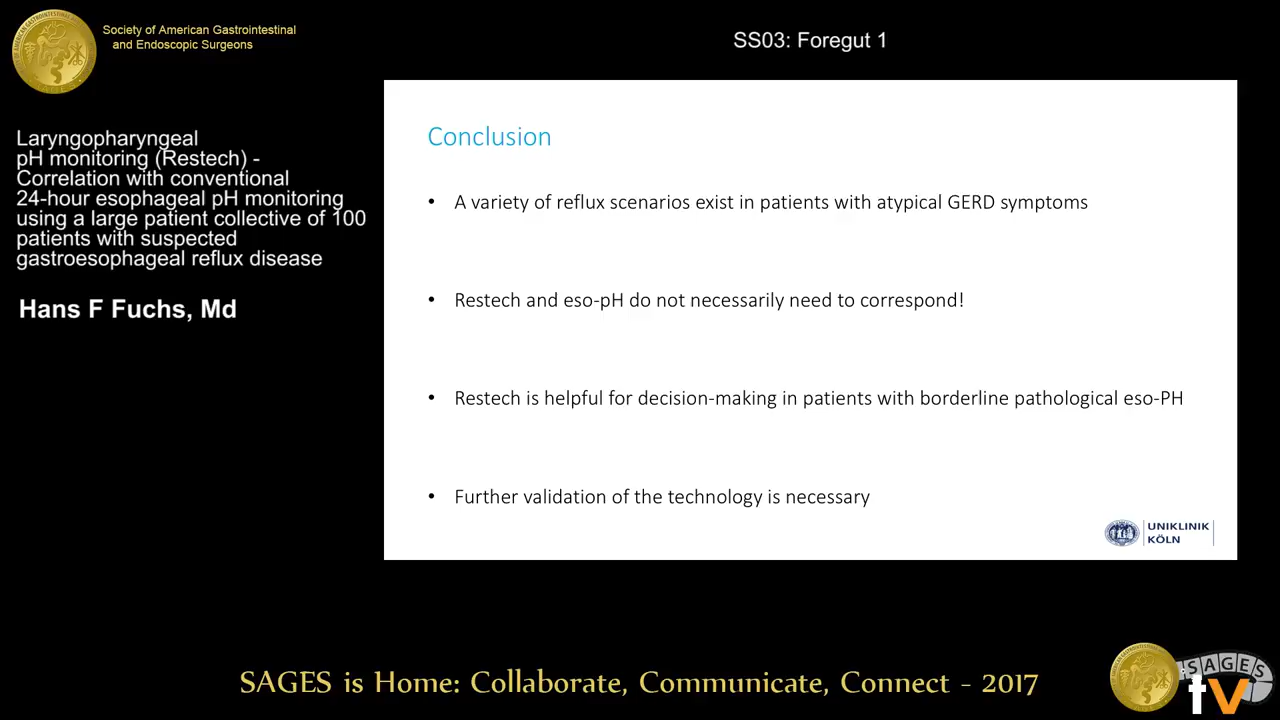 Society of American Gastrointestinal
and Endoscopic Surgeons
SS03: Foregut 1
Laryngopharyngeal
pH monitoring (Restech) -
Correlation with conventional
24-hour esophageal pH monitoring
using a large patient collective of 100
patients with suspected
gastroesophageal reflux disease
Hans F Fuchs, Md
Conclusion
• A variety of reflux scenarios exist in patients with atypical GERD symptoms
• Restech and eso-pH do not necessarily need to correspond!
• Restech is helpful for decision-making in patients with borderline pathological eso-PH
• Further validation of the technology is necessary
UNIKLINIK
KÖLN
SAGES is Home: Collaborate, Communicate, Connect - 2017
SAGES
tv